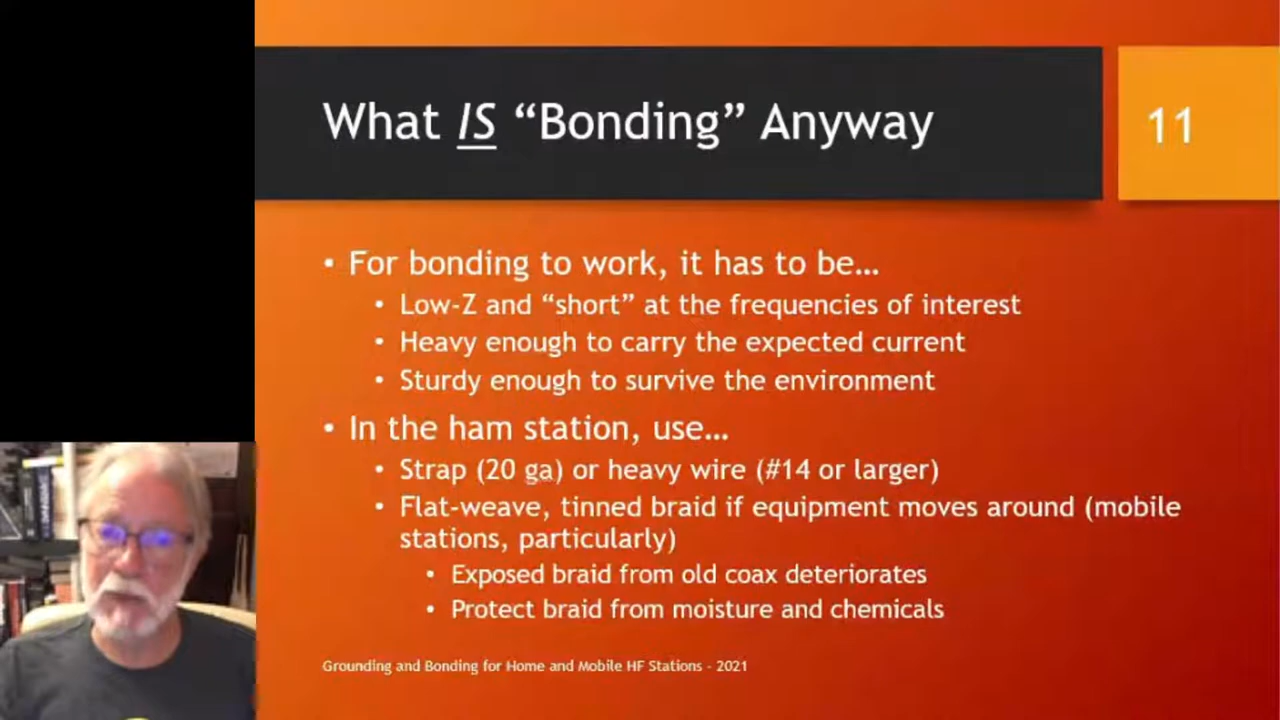 What IS “Bonding” Anyway
11
• For bonding to work, it has to be…
• Low-Z and “short” at the frequencies of interest
• Heavy enough to carry the expected current
• Sturdy enough to survive the environment
• In the ham station, use…
• Strap (20 ga) or heavy wire (#14 or larger)
• Flat-weave, tinned braid if equipment moves around (mobile
stations, particularly)
• Exposed braid from old coax deteriorates
• Protect braid from moisture and chemicals
Grounding and Bonding for Home and Mobile HF Stations - 2021